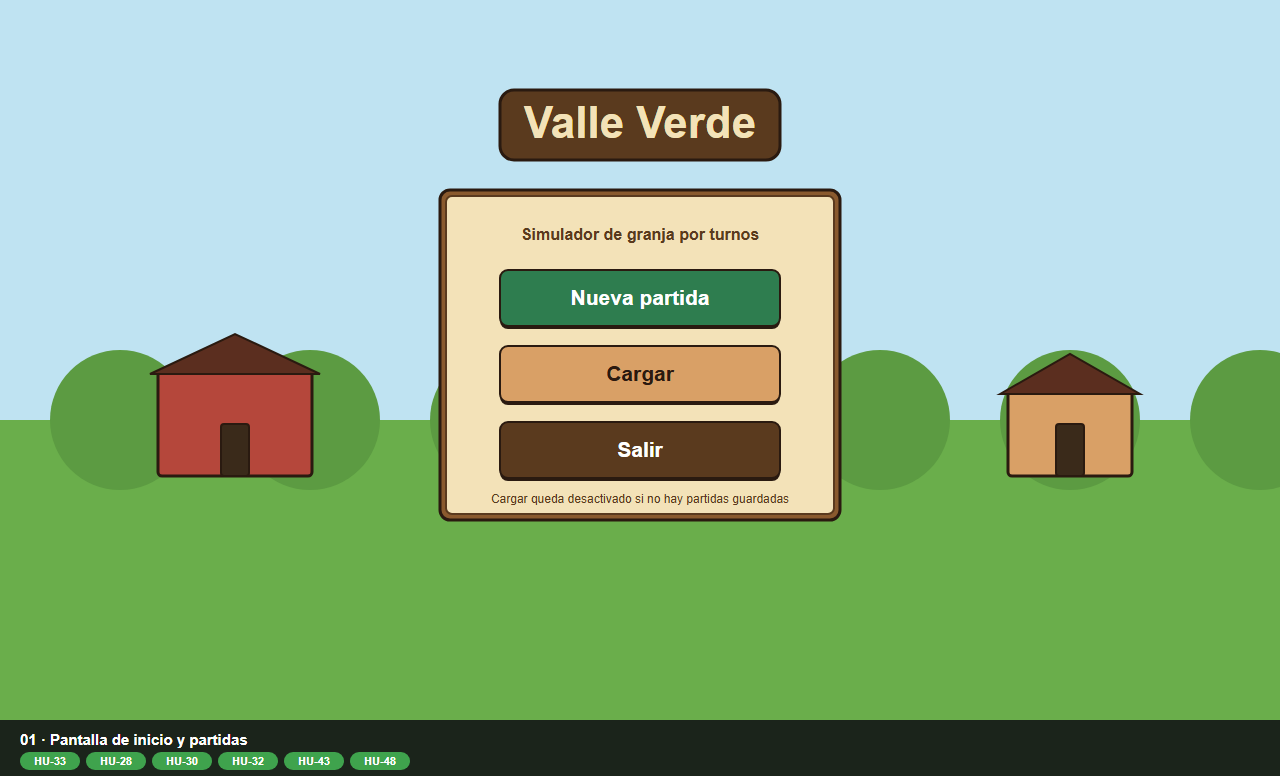 Valle Verde
Simulador de granja por turnos
Nueva partida
Cargar
Salir
Cargar queda desactivado si no hay partidas guardadas
01 · Pantalla de inicio y partidas
HU-33 HU-28 HU-30 HU-32 HU-43 HU-48